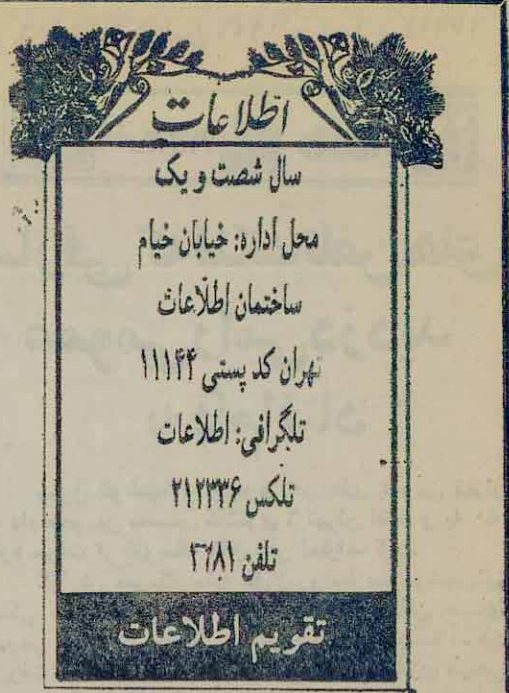 اطلاعات
سال شصت و یک
محل اداره: خیابان خیام
ساختمان اطلاعات
تهران کد پستی ۱۱۱۴۴
تلگرافی: اطلاعات
تلکس ۲۱۲۳۳۶
تلفن
تقویم اطلاعات